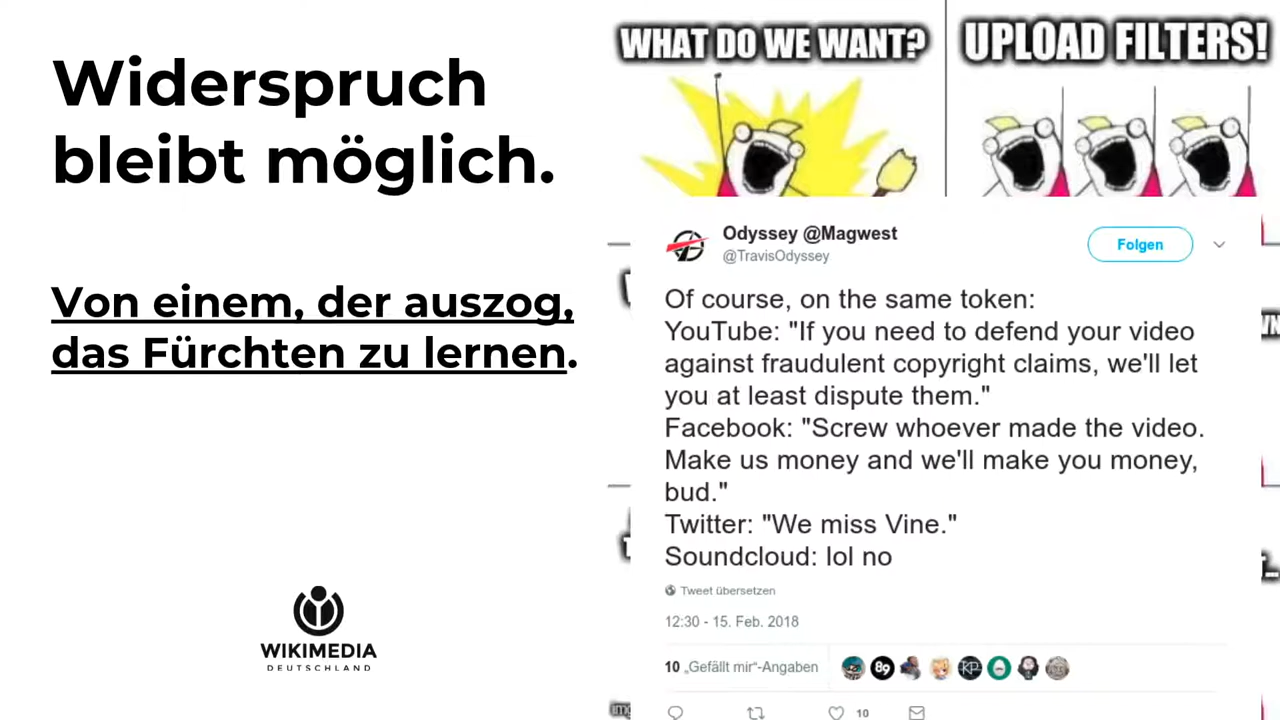 Widerspruch
bleibt möglich.
Von einem, der auszog,
das Fürchten zu lernen.
WIKIMEDIA
DEUTSCHLAND
WHAT DO WE WANT?
UPLOAD FILTERS!
Odyssey @Magwest
@TravisOdyssey
Folgen
Of course, on the same token:
YouTube: "If you need to defend your video
against fraudulent copyright claims, we'll let
you at least dispute them."
Facebook: "Screw whoever made the video.
Make us money and we'll make you money,
bud."
Twitter: "We miss Vine."
Soundcloud: lol no
Tweet übersetzen
12:30 - 15. Feb. 2018
10 „Gefällt mir“-Angaben
89
10